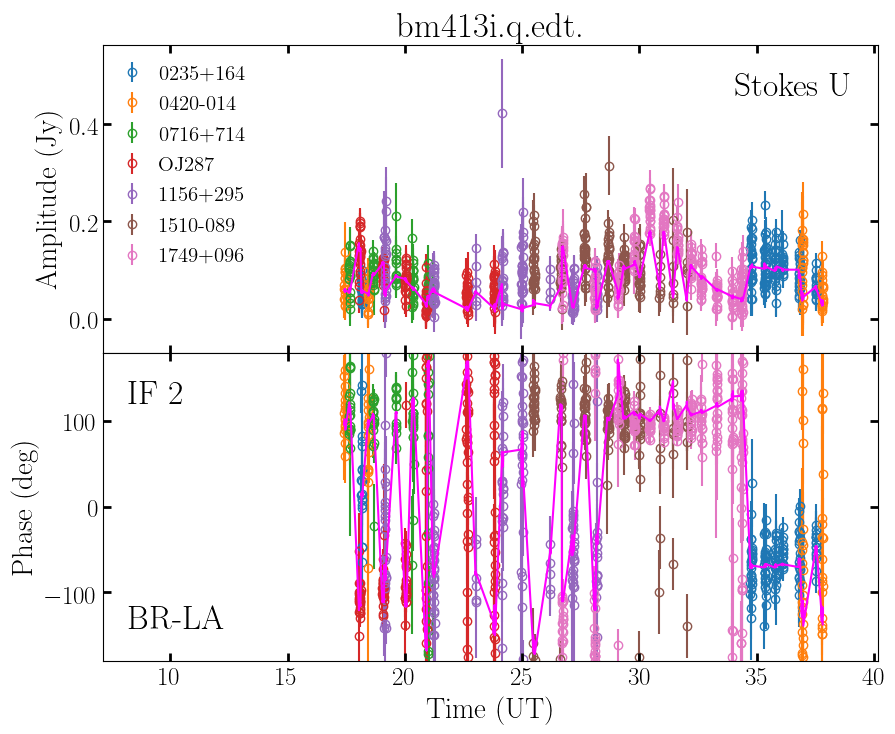 bm413i.q.edt.
Amplitude (Jy)
0.4
0.2
0.0
0235+164
0420-014
0716+714
OJ287
1156+295
1510-089
1749+096
Stokes U
Phase (deg)
100
0
−100
IF 2
BR-LA
10 15 20 25 30 35 40
Time (UT)